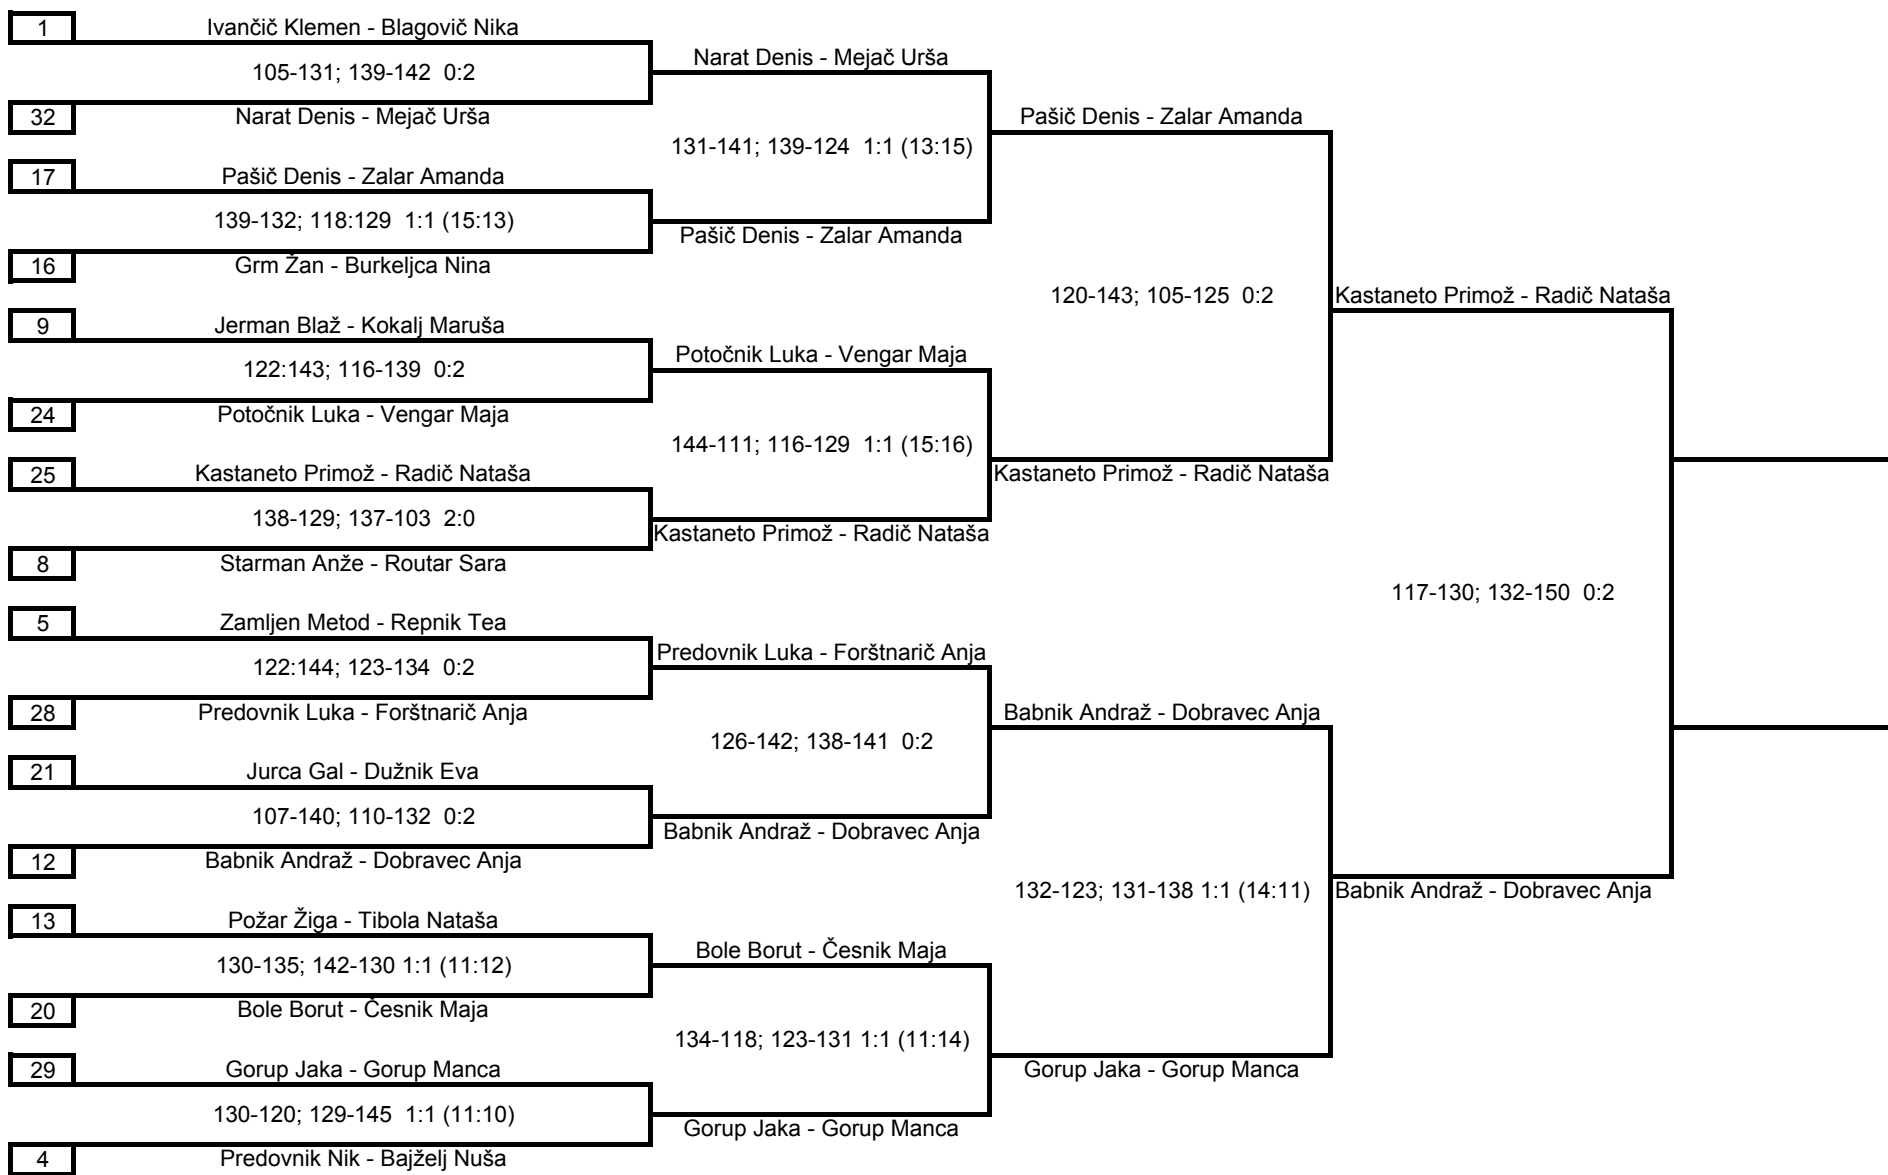 1
Ivančič Klemen - Blagovič Nika
105-131; 139-142  0:2
32
Narat Denis - Mejač Urša
17
Pašič Denis - Zalar Amanda
139-132; 118:129  1:1 (15:13)
16
Grm Žan - Burkeljca Nina
9
Jerman Blaž - Kokalj Maruša
122:143; 116-139  0:2
24
Potočnik Luka - Vengar Maja
25
Kastaneto Primož - Radič Nataša
138-129; 137-103  2:0
8
Starman Anže - Routar Sara
5
Zamljen Metod - Repnik Tea
122:144; 123-134  0:2
28
Predovnik Luka - Forštnarič Anja
21
Jurca Gal - Dužnik Eva
107-140; 110-132  0:2
12
Babnik Andraž - Dobravec Anja
13
Požar Žiga - Tibola Nataša
130-135; 142-130 1:1 (11:12)
20
Bole Borut - Česnik Maja
29
Gorup Jaka - Gorup Manca
130-120; 129-145  1:1 (11:10)
4
Predovnik Nik - Bajželj Nuša
Narat Denis - Mejač Urša
131-141; 139-124  1:1 (13:15)
Pašič Denis - Zalar Amanda
Potočnik Luka - Vengar Maja
144-111; 116-129  1:1 (15:16)
Kastaneto Primož - Radič Nataša
Predovnik Luka - Forštnarič Anja
126-142; 138-141  0:2
Babnik Andraž - Dobravec Anja
Bole Borut - Česnik Maja
134-118; 123-131 1:1 (11:14)
Gorup Jaka - Gorup Manca
Pašič Denis - Zalar Amanda
120-143; 105-125  0:2
Kastaneto Primož - Radič Nataša
Babnik Andraž - Dobravec Anja
132-123; 131-138 1:1 (14:11)
Gorup Jaka - Gorup Manca
Kastaneto Primož - Radič Nataša
117-130; 132-150  0:2
Babnik Andraž - Dobravec Anja